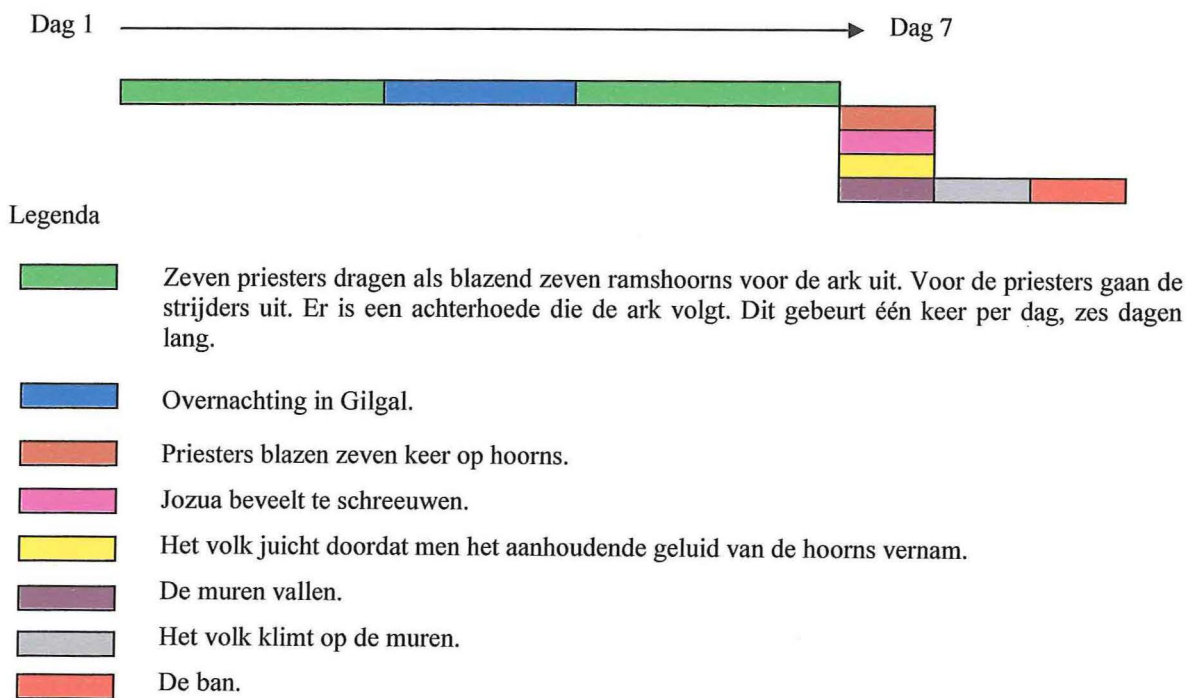 Dag 1
Dag 7
Legenda
Zeven priesters dragen als blazend zeven ramshoorns voor de ark uit. Voor de priesters gaan de
strijders uit. Er is een achterhoede die de ark volgt. Dit gebeurt één keer per dag, zes dagen
lang.
Overnachting in Gilgal.
Priesters blazen zeven keer op hoorns.
Jozua beveelt te schreeuwen.
Het volk juicht doordat men het aanhoudende geluid van de hoorns vernam.
De muren vallen.
Het volk klimt op de muren.
De ban.